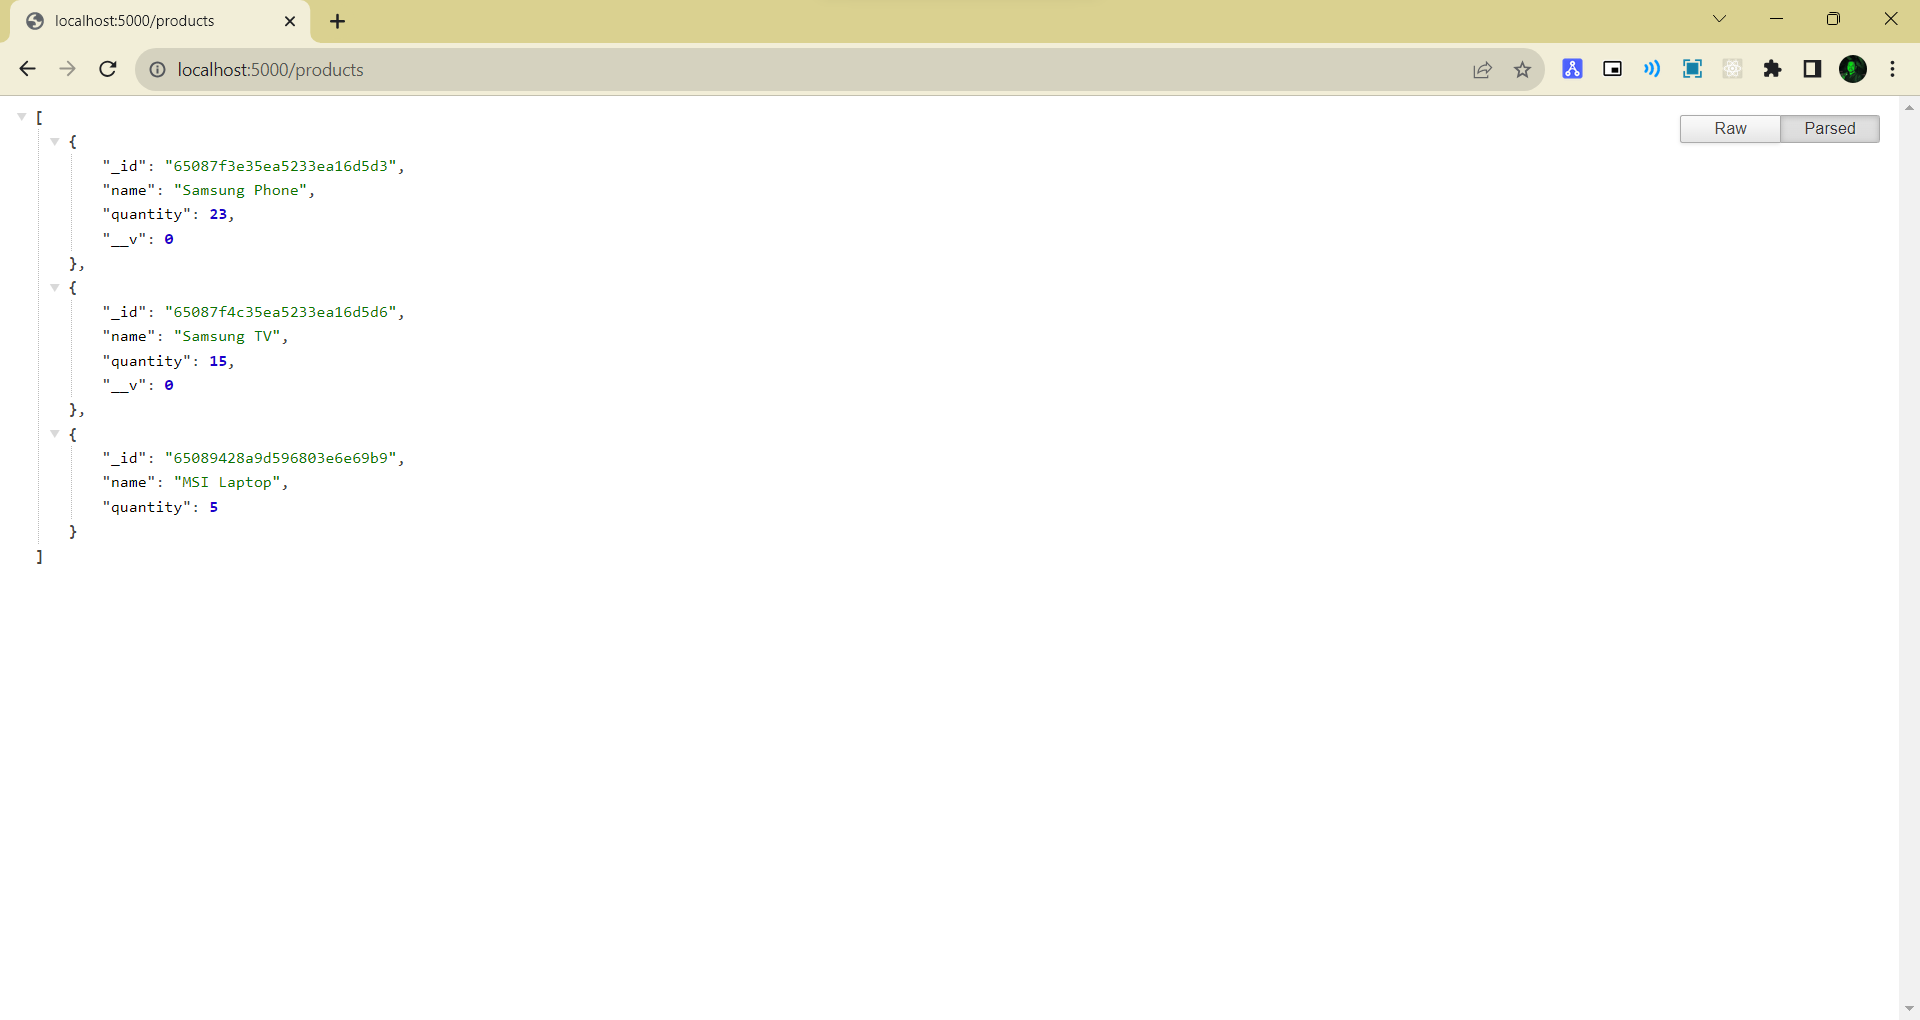 localhost:5000/products
localhost:5000/products
Raw Parsed
[
{
"_id": "65087f3e35ea5233ea16d5d3",
"name": "Samsung Phone",
"quantity": 23,
"__v": 0
},
{
"_id": "65087f4c35ea5233ea16d5d6",
"name": "Samsung TV",
"quantity": 15,
"__v": 0
},
{
"_id": "65089428a9d596803e6e69b9",
"name": "MSI Laptop",
"quantity": 5
}
]